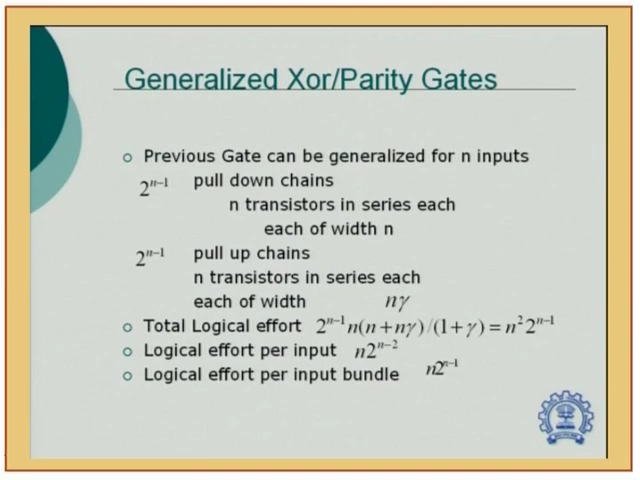 Generalized Xor/Parity Gates
Previous Gate can be generalized for n inputs
2^{n-1} pull down chains
n transistors in series each
each of width n
2^{n-1} pull up chains
n transistors in series each
each of width nγ
Total Logical effort 2^{n-1}n(n+nγ)/(1+γ)=n^22^{n-1}
Logical effort per input n2^{n-2}
Logical effort per input bundle n2^{n-1}